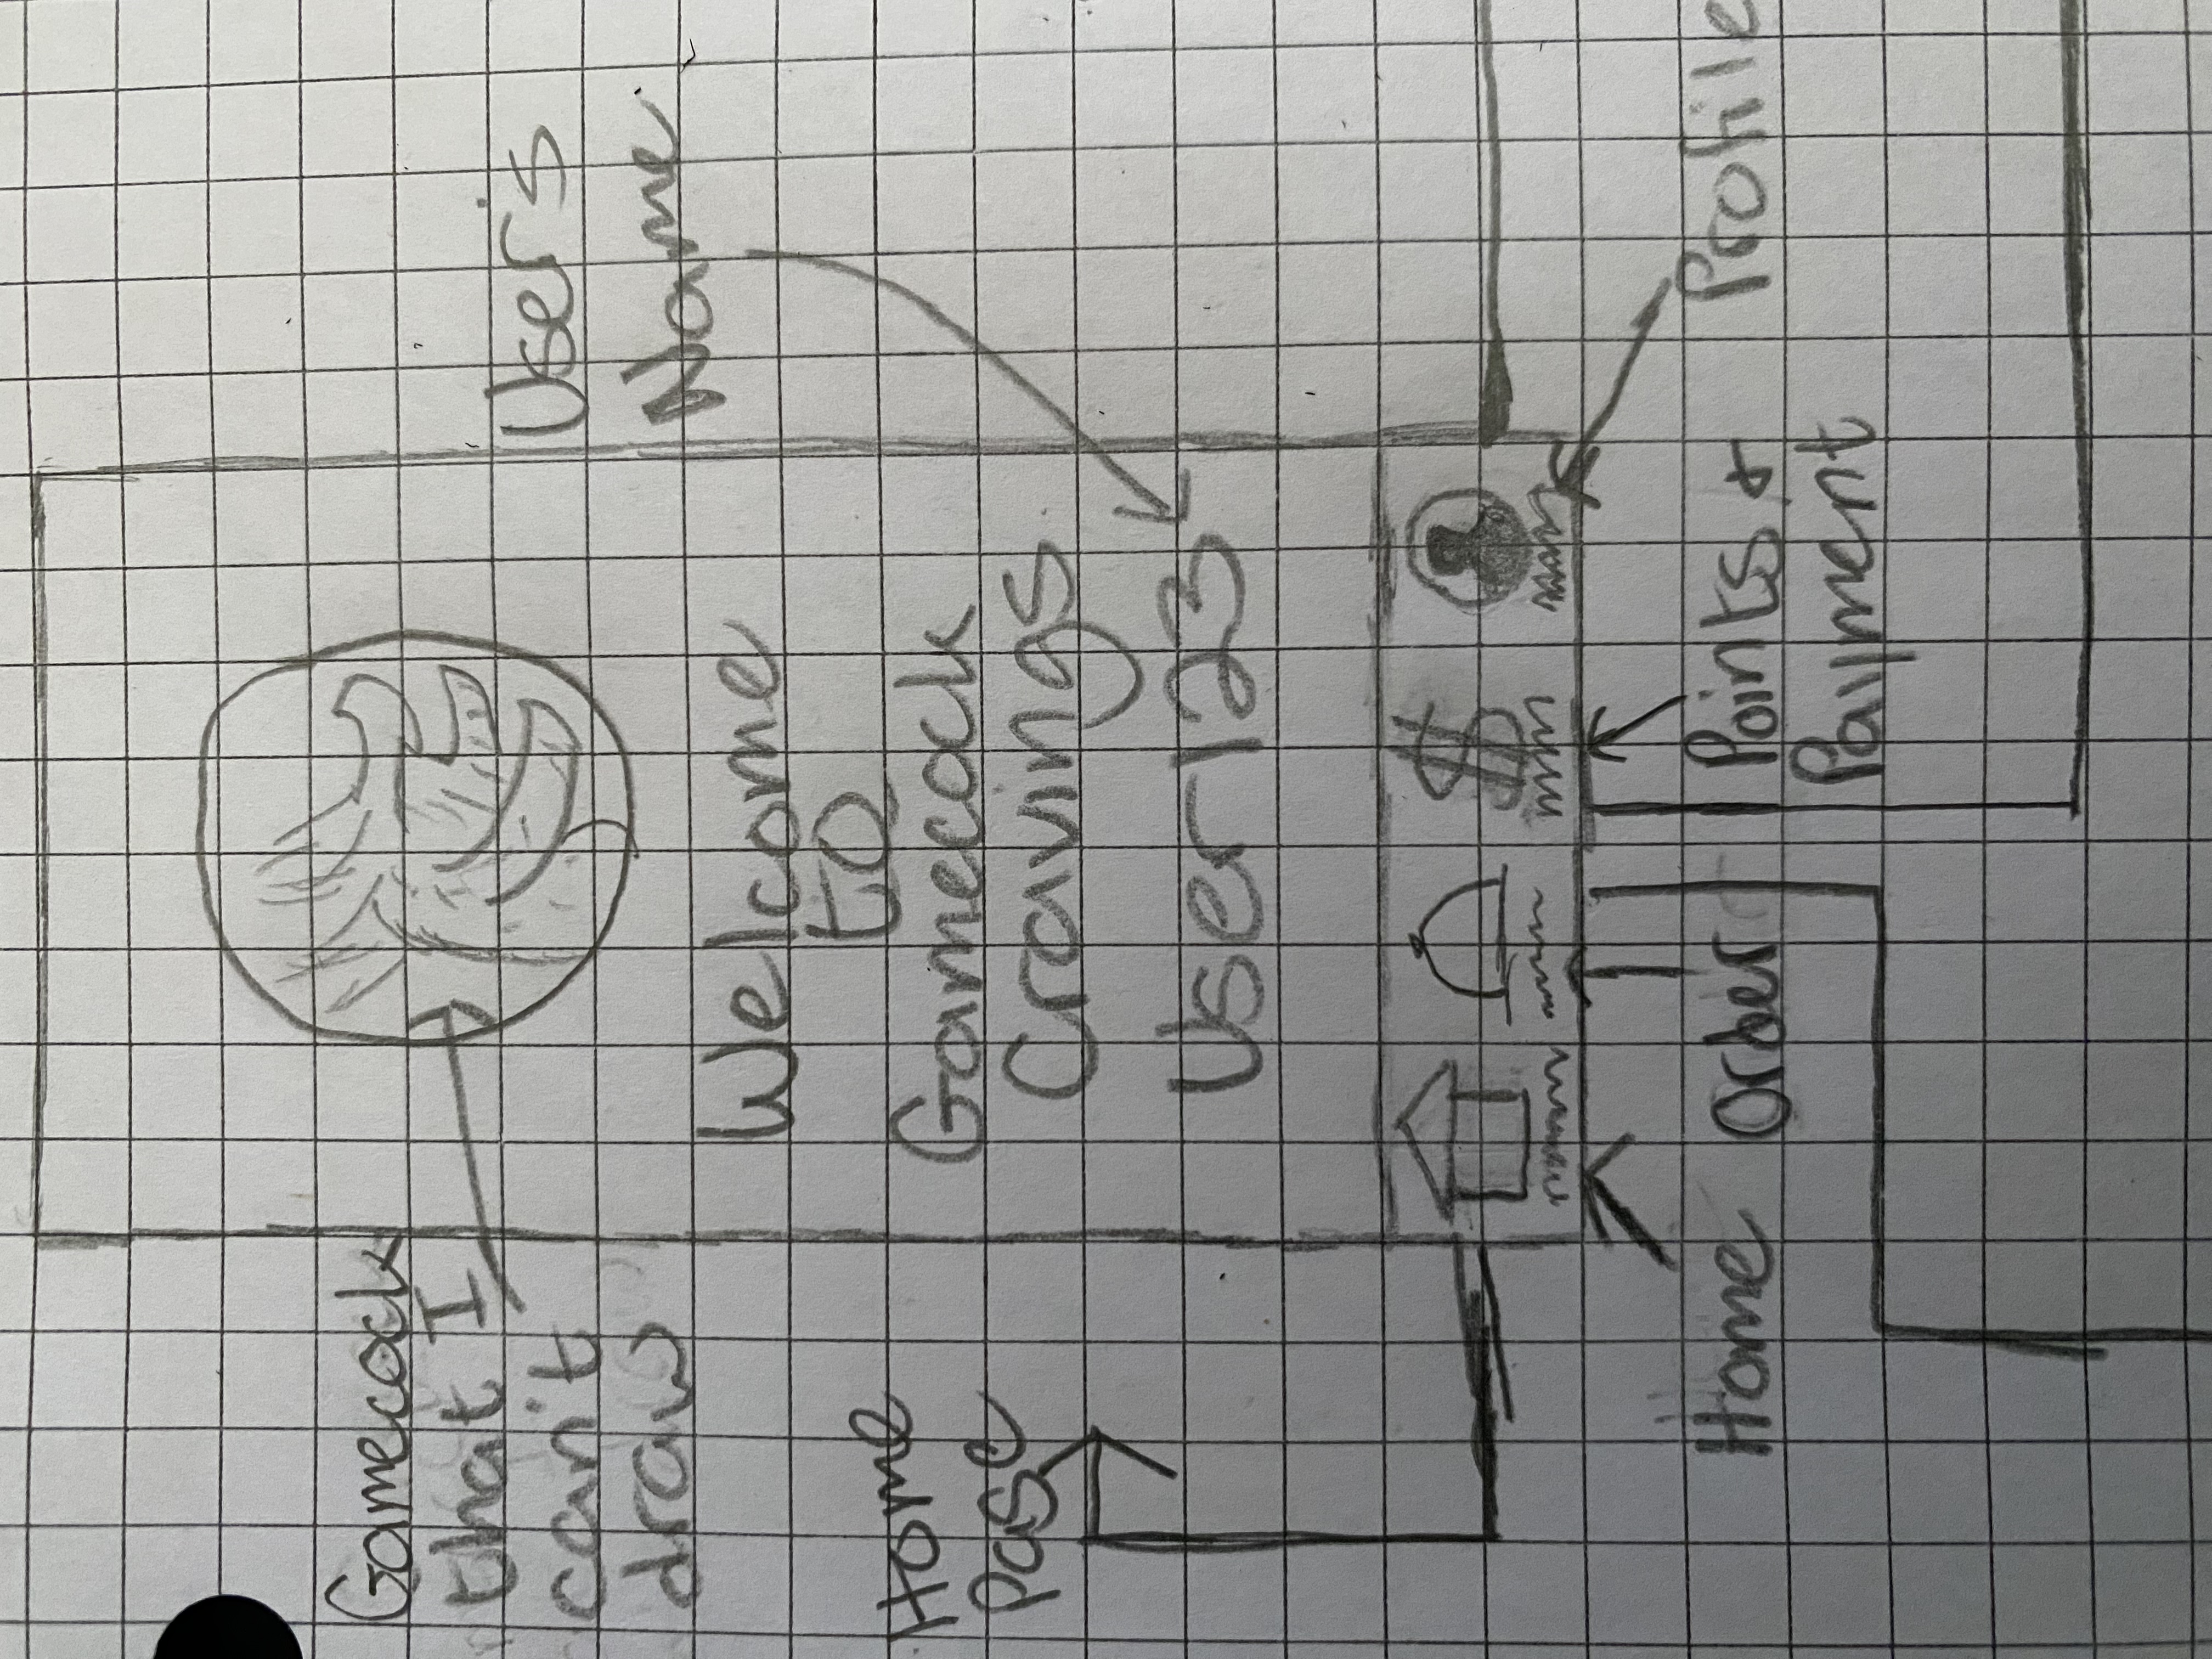 Gamecock
that I
can't
draw
User's
Name
Welcome
to
Gamecock
Cravings
User123
Home
Page
$
Home
Order
Points &
Payment
Profile